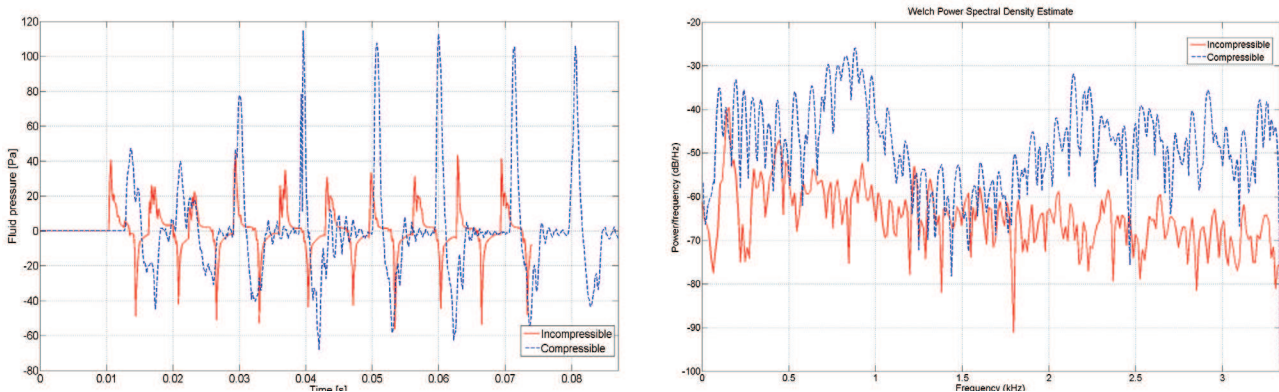 120
100
80
60
40
20
0
-20
-40
-60
-80
Fluid pressure [Pa]
0 0.01 0.02 0.03 0.04 0.05 0.06 0.07 0.08
Time [s]
Incompressible
Compressible
Welch Power Spectral Density Estimate
-20
-30
-40
-50
-60
-70
-80
-90
-100
Power/frequency (dB/Hz)
0 0.5 1 1.5 2 2.5 3
Frequency (kHz)
Incompressible
Compressible